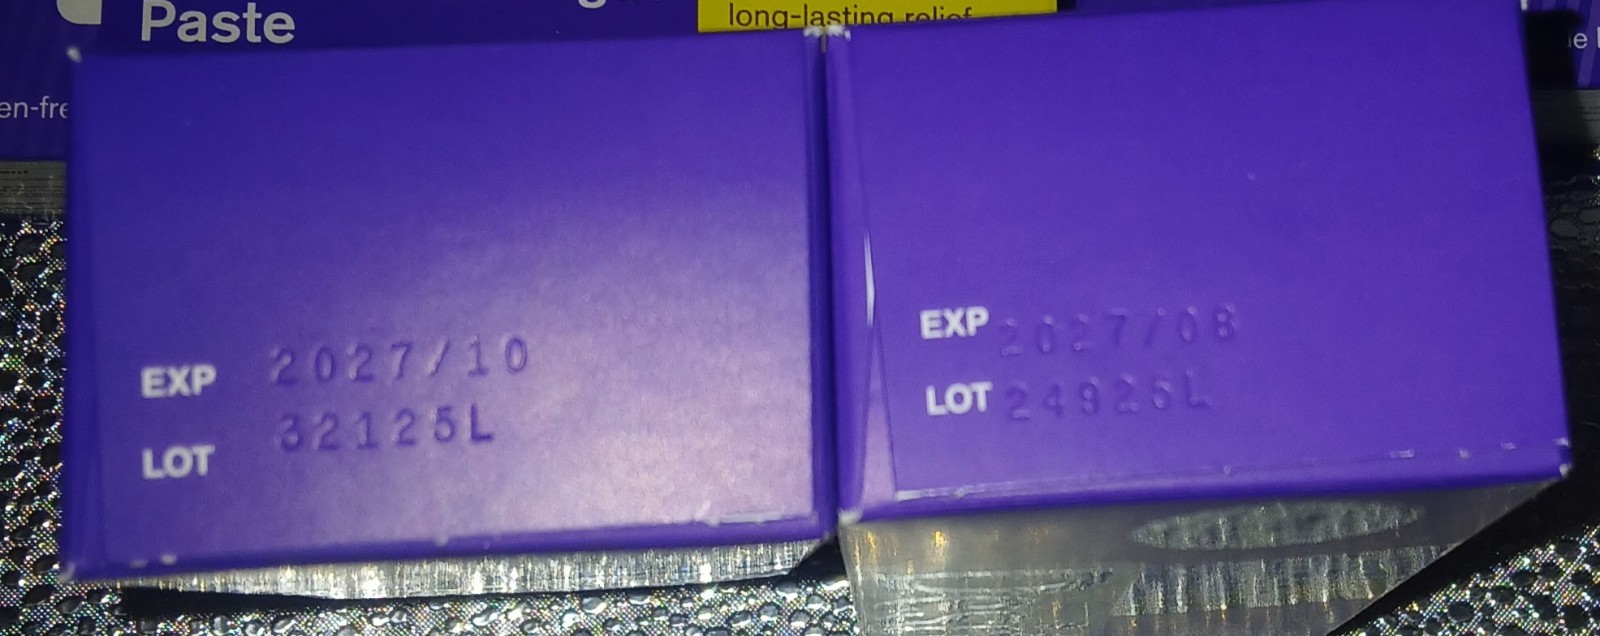 Paste
long-lasting relief
en-fre
EXP 2027/10
LOT 32125L
EXP 2027/08
LOT 24925L